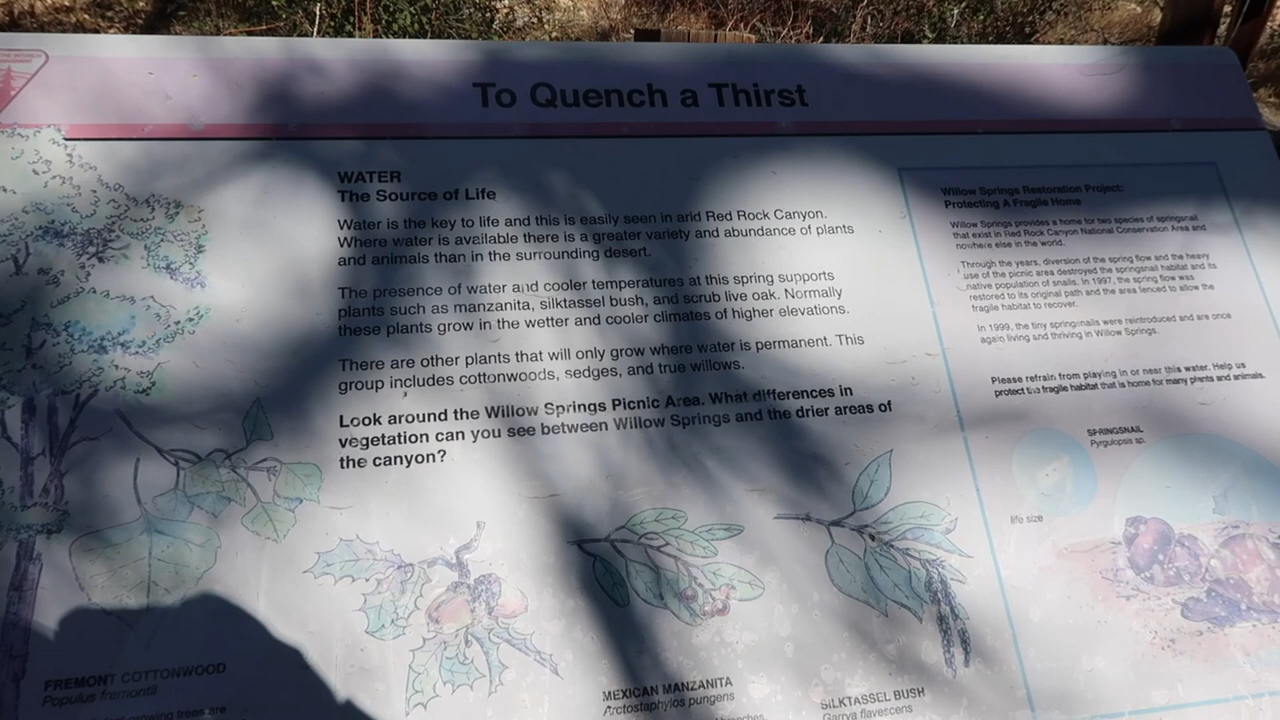 To Quench a Thirst
WATER
The Source of Life
Water is the key to life and this is easily seen in arid Red Rock Canyon.
Where water is available there is a greater variety and abundance of plants
and animals than in the surrounding desert.
The presence of water and cooler temperatures at this spring supports
plants such as manzanita, silktassel bush, and scrub live oak. Normally
these plants grow in the wetter and cooler climates of higher elevations.
There are other plants that will only grow where water is permanent. This
group includes cottonwoods, sedges, and true willows.
Look around the Willow Springs Picnic Area. What differences in
vegetation can you see between Willow Springs and the drier areas of
the canyon?
Willow Springs Restoration Project:
Protecting A Fragile Home
Willow Springs provides a home for two species of springsnail
that exist in Red Rock Canyon National Conservation Area and
nowhere else in the world.
Through the years, diversion of the spring flow and the heavy
use of the picnic area destroyed the springsnail habitat and its
native population of snails. In 1997, the spring flow was
restored to its original path and the area fenced to allow the
fragile habitat to recover.
In 1999, the tiny springsnails were reintroduced and are once
again living and thriving in Willow Springs.
Please refrain from playing in or near this water. Help us
protect the fragile habitat that is home for many plants and animals.
SPRINGSNAIL
Pyrgulopsis sp.
life size
FREMONT COTTONWOOD
Populus fremontii
growing trees are
MEXICAN MANZANITA
Arctostaphylos pungens
branches,
SILKTASSEL BUSH
Garrya flavescens